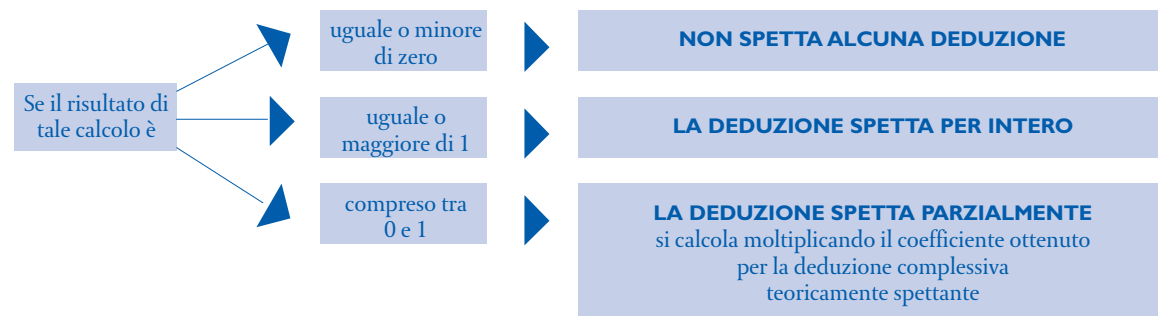 Se il risultato di
tale calcolo è
uguale o minore
di zero
NON SPETTA ALCUNA DEDUZIONE
uguale o
maggiore di 1
LA DEDUZIONE SPETTA PER INTERO
compreso tra
0 e 1
LA DEDUZIONE SPETTA PARZIALMENTE
si calcola moltiplicando il coefficiente ottenuto
per la deduzione complessiva
teoricamente spettante